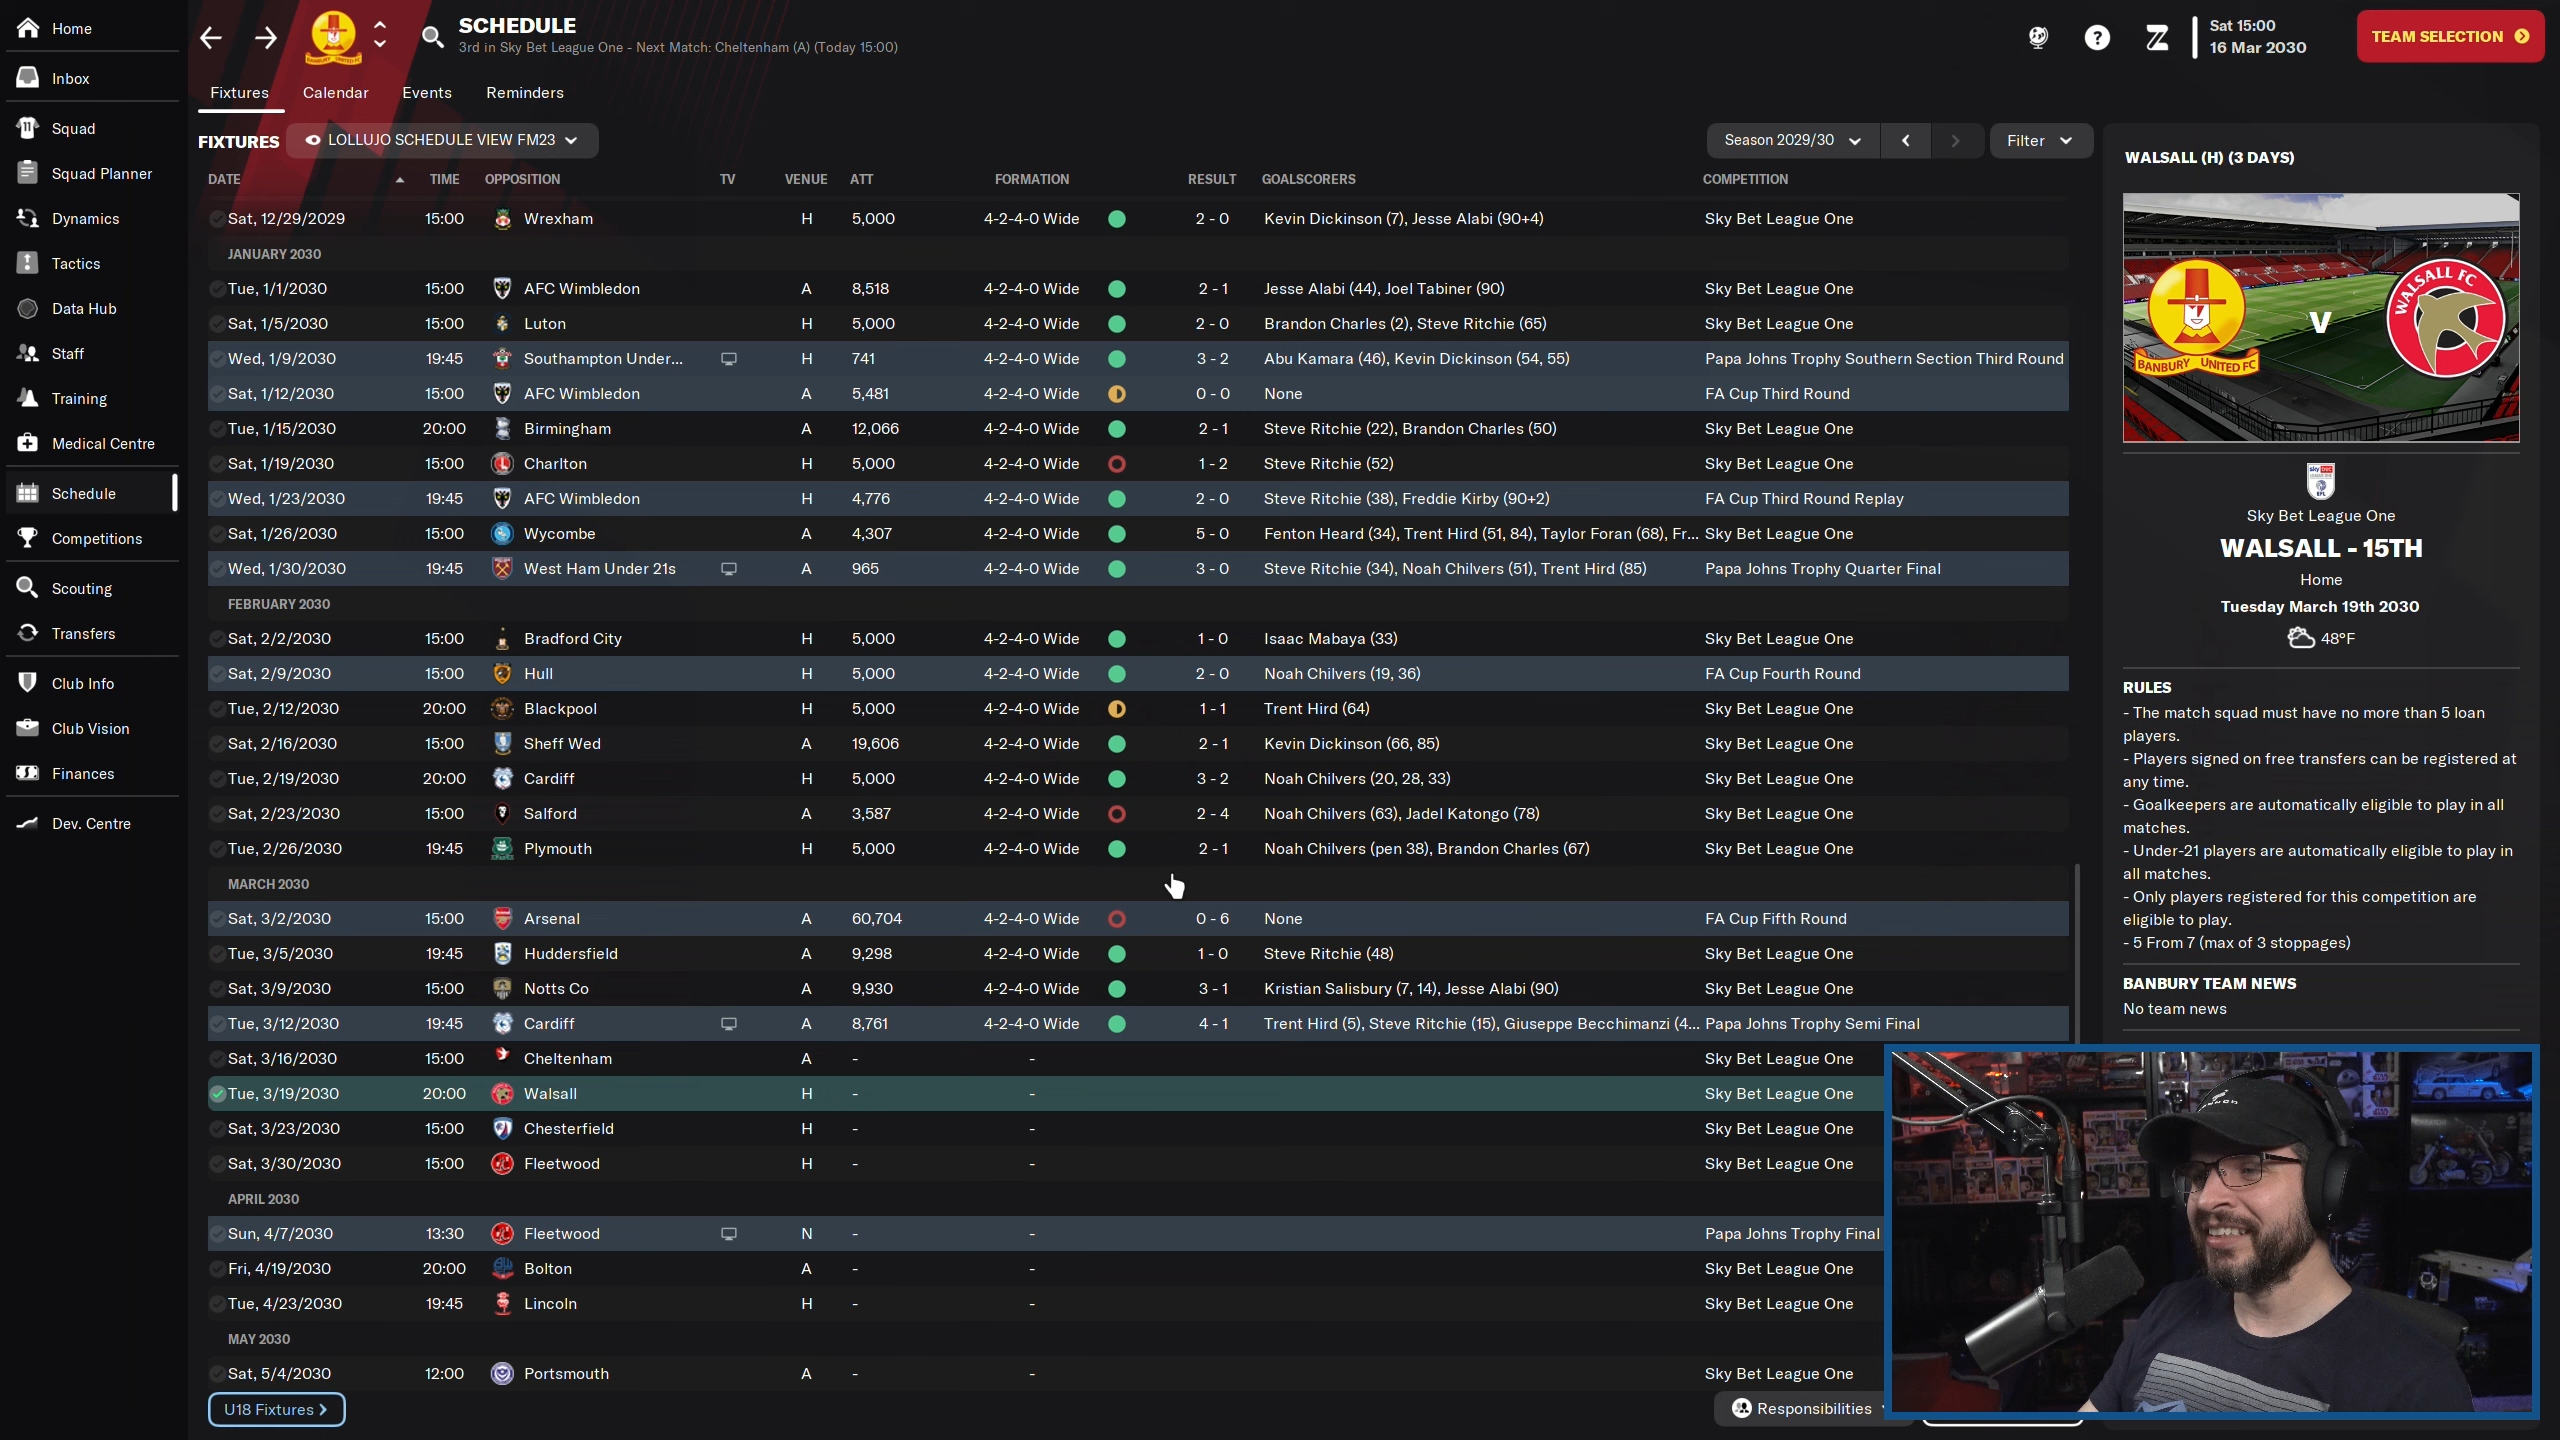 Home
Inbox
Squad
Squad Planner
Dynamics
Tactics
Data Hub
Staff
Training
Medical Centre
Schedule
Competitions
Scouting
Transfers
Club Info
Club Vision
Finances
Dev. Centre
BANBURY UNITED FC
SCHEDULE
3rd in Sky Bet League One - Next Match: Cheltenham (A) (Today 15:00)
Sat 15:00
16 Mar 2030
TEAM SELECTION
Fixtures Calendar Events Reminders
FIXTURES LOLLUJO SCHEDULE VIEW FM23 Season 2029/30 Filter
DATE TIME OPPOSITION TV VENUE ATT FORMATION RESULT GOALSCORERS COMPETITION
Sat, 12/29/2029 15:00 Wrexham H 5,000 4-2-4-0 Wide 2 - 0 Kevin Dickinson (7), Jesse Alabi (90+4) Sky Bet League One
JANUARY 2030
Tue, 1/1/2030 15:00 AFC Wimbledon A 8,518 4-2-4-0 Wide 2 - 1 Jesse Alabi (44), Joel Tabiner (90) Sky Bet League One
Sat, 1/5/2030 15:00 Luton H 5,000 4-2-4-0 Wide 2 - 0 Brandon Charles (2), Steve Ritchie (65) Sky Bet League One
Wed, 1/9/2030 19:45 Southampton Under... H 741 4-2-4-0 Wide 3 - 2 Abu Kamara (46), Kevin Dickinson (54, 55) Papa Johns Trophy Southern Section Third Round
Sat, 1/12/2030 15:00 AFC Wimbledon A 5,481 4-2-4-0 Wide 0 - 0 None FA Cup Third Round
Tue, 1/15/2030 20:00 Birmingham A 12,066 4-2-4-0 Wide 2 - 1 Steve Ritchie (22), Brandon Charles (50) Sky Bet League One
Sat, 1/19/2030 15:00 Charlton H 5,000 4-2-4-0 Wide 1 - 2 Steve Ritchie (52) Sky Bet League One
Wed, 1/23/2030 19:45 AFC Wimbledon H 4,776 4-2-4-0 Wide 2 - 0 Steve Ritchie (38), Freddie Kirby (90+2) FA Cup Third Round Replay
Sat, 1/26/2030 15:00 Wycombe A 4,307 4-2-4-0 Wide 5 - 0 Fenton Heard (34), Trent Hird (51, 84), Taylor Foran (68), Fr... Sky Bet League One
Wed, 1/30/2030 19:45 West Ham Under 21s A 965 4-2-4-0 Wide 3 - 0 Steve Ritchie (34), Noah Chilvers (51), Trent Hird (85) Papa Johns Trophy Quarter Final
FEBRUARY 2030
Sat, 2/2/2030 15:00 Bradford City H 5,000 4-2-4-0 Wide 1 - 0 Isaac Mabaya (33) Sky Bet League One
Sat, 2/9/2030 15:00 Hull H 5,000 4-2-4-0 Wide 2 - 0 Noah Chilvers (19, 36) FA Cup Fourth Round
Tue, 2/12/2030 20:00 Blackpool H 5,000 4-2-4-0 Wide 1 - 1 Trent Hird (64) Sky Bet League One
Sat, 2/16/2030 15:00 Sheff Wed A 19,606 4-2-4-0 Wide 2 - 1 Kevin Dickinson (66, 85) Sky Bet League One
Tue, 2/19/2030 20:00 Cardiff H 5,000 4-2-4-0 Wide 3 - 2 Noah Chilvers (20, 28, 33) Sky Bet League One
Sat, 2/23/2030 15:00 Salford A 3,587 4-2-4-0 Wide 2 - 4 Noah Chilvers (63), Jadel Katongo (78) Sky Bet League One
Tue, 2/26/2030 19:45 Plymouth H 5,000 4-2-4-0 Wide 2 - 1 Noah Chilvers (pen 38), Brandon Charles (67) Sky Bet League One
MARCH 2030
Sat, 3/2/2030 15:00 Arsenal A 60,704 4-2-4-0 Wide 0 - 6 None FA Cup Fifth Round
Tue, 3/5/2030 19:45 Huddersfield A 9,298 4-2-4-0 Wide 1 - 0 Steve Ritchie (48) Sky Bet League One
Sat, 3/9/2030 15:00 Notts Co A 9,930 4-2-4-0 Wide 3 - 1 Kristian Salisbury (7, 14), Jesse Alabi (90) Sky Bet League One
Tue, 3/12/2030 19:45 Cardiff A 8,761 4-2-4-0 Wide 4 - 1 Trent Hird (5), Steve Ritchie (15), Giuseppe Becchimanzi (4... Papa Johns Trophy Semi Final
Sat, 3/16/2030 15:00 Cheltenham A - - Sky Bet League One
Tue, 3/19/2030 20:00 Walsall H - - Sky Bet League One
Sat, 3/23/2030 15:00 Chesterfield H - - Sky Bet League One
Sat, 3/30/2030 15:00 Fleetwood H - - Sky Bet League One
APRIL 2030
Sun, 4/7/2030 13:30 Fleetwood N - - Papa Johns Trophy Final
Fri, 4/19/2030 20:00 Bolton A - - Sky Bet League One
Tue, 4/23/2030 19:45 Lincoln H - - Sky Bet League One
MAY 2030
Sat, 5/4/2030 12:00 Portsmouth A - - Sky Bet League One
U18 Fixtures
Responsibilities
WALSALL (H) (3 DAYS)
BANBURY UNITED FC
V
WALSALL FC
sky bet
EFL
Sky Bet League One
WALSALL - 15TH
Home
Tuesday March 19th 2030
48°F
RULES
- The match squad must have no more than 5 loan
players.
- Players signed on free transfers can be registered at
any time.
- Goalkeepers are automatically eligible to play in all
matches.
- Under-21 players are automatically eligible to play in
all matches.
- Only players registered for this competition are
eligible to play.
- 5 From 7 (max of 3 stoppages)
BANBURY TEAM NEWS
No team news